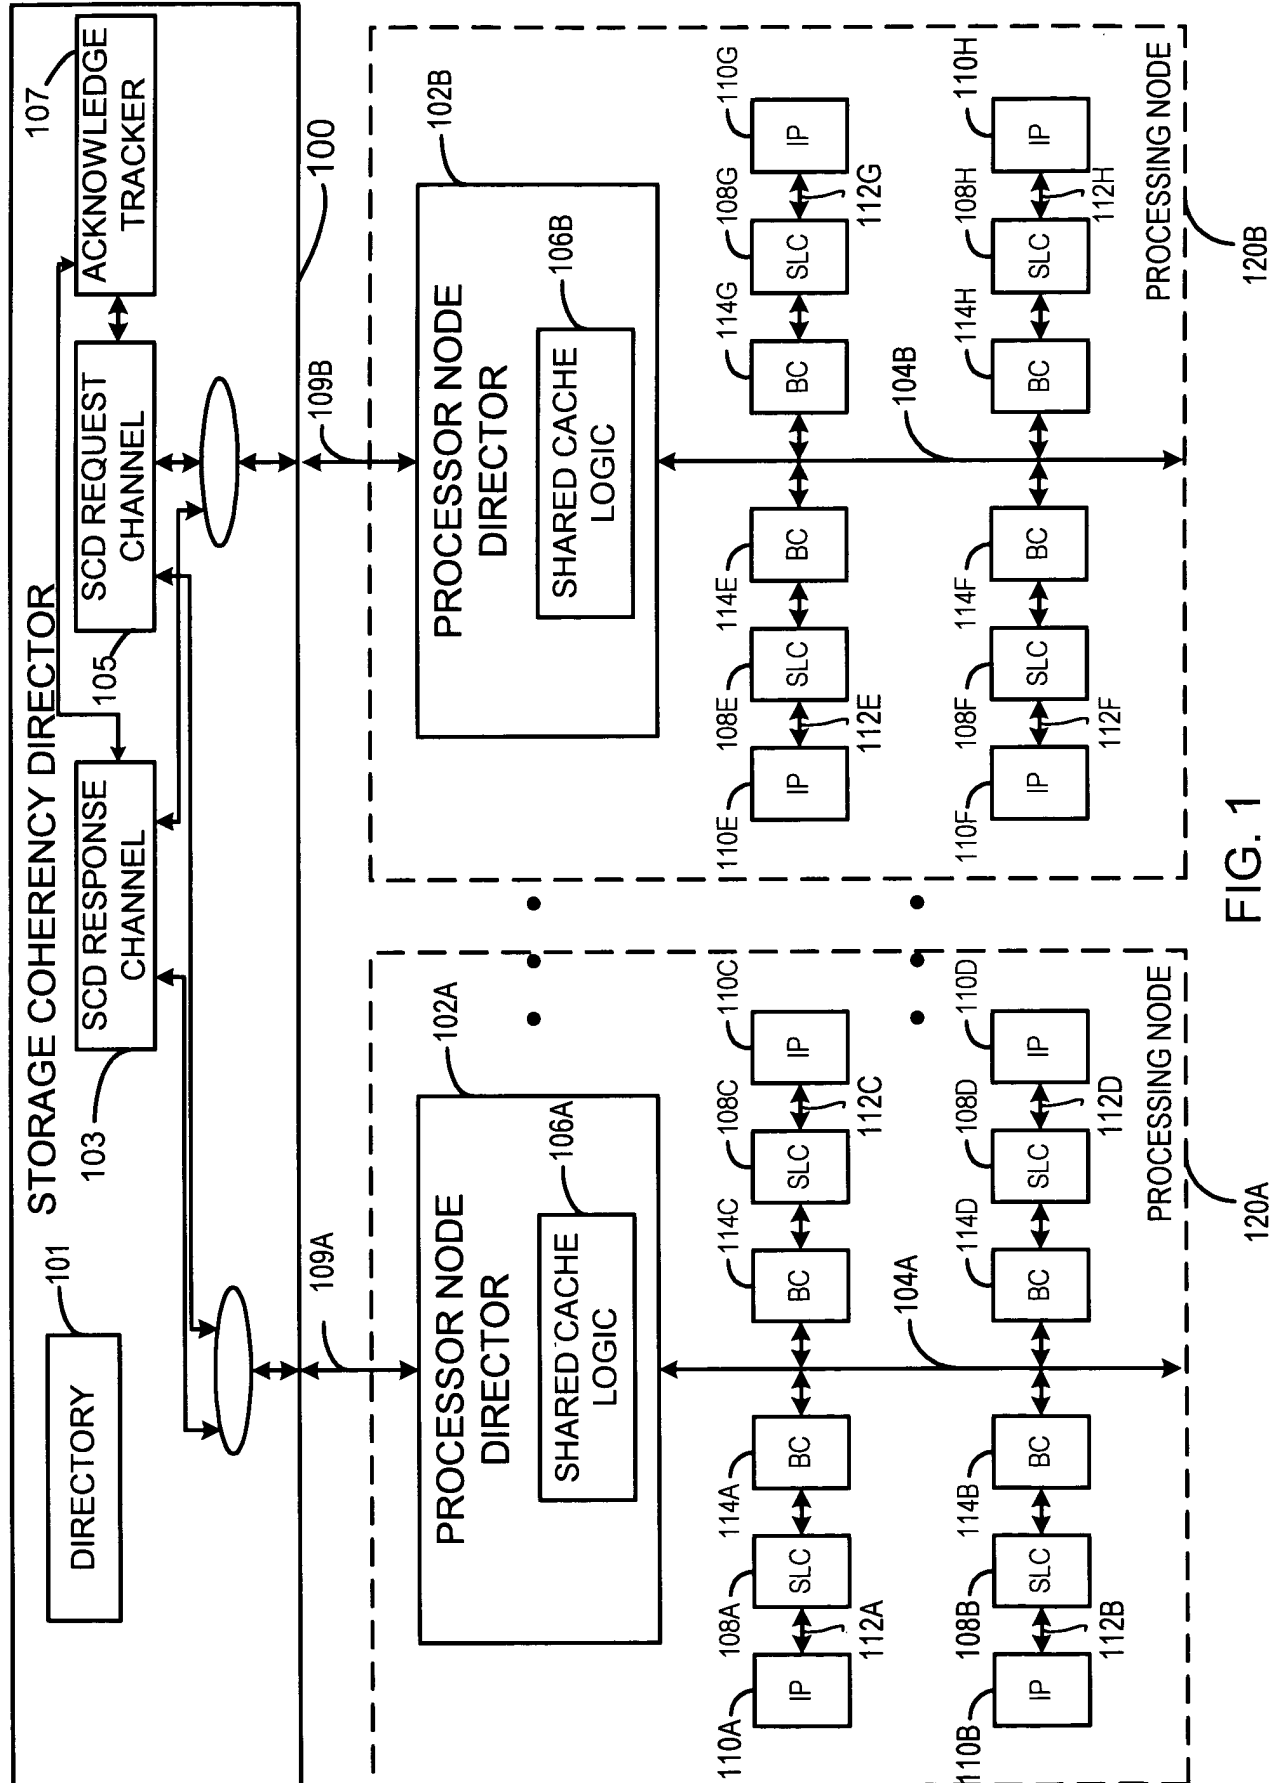 STORAGE COHERENCY DIRECTOR
DIRECTORY
101
SCD RESPONSE
CHANNEL
103
SCD REQUEST
CHANNEL
105
ACKNOWLEDGE
TRACKER
107
100
109A
109B
PROCESSOR NODE
DIRECTOR
102A
SHARED CACHE
LOGIC
106A
110A
IP
112A
108A
SLC
114A
BC
114C
BC
108C
SLC
112C
110C
IP
104A
110B
IP
112B
108B
SLC
114B
BC
114D
BC
108D
SLC
112D
110D
IP
PROCESSING NODE
120A
PROCESSOR NODE
DIRECTOR
102B
SHARED CACHE
LOGIC
106B
110E
IP
112E
108E
SLC
114E
BC
114G
BC
108G
SLC
112G
110G
IP
104B
110F
IP
112F
108F
SLC
114F
BC
114H
BC
108H
SLC
112H
110H
IP
PROCESSING NODE
120B
FIG. 1